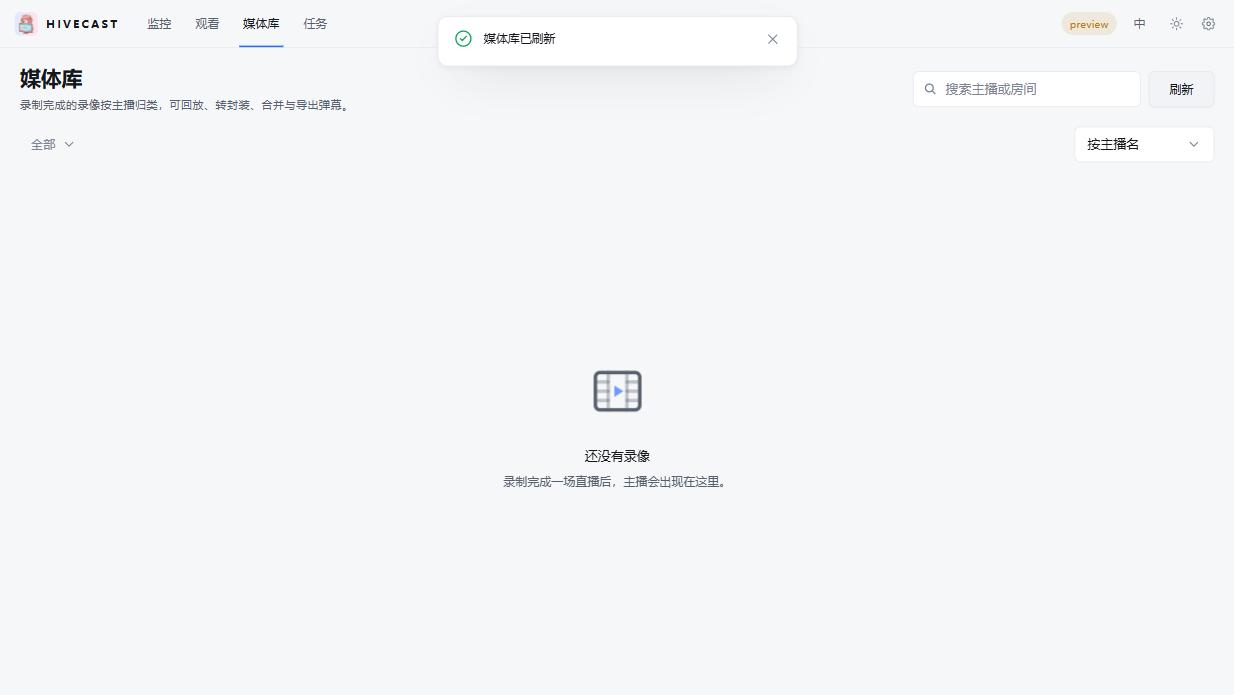 HIVECAST
监控
观看
媒体库
任务
媒体库已刷新
preview
中
媒体库
录制完成的录像按主播归类，可回放、转封装、合并与导出弹幕。
搜索主播或房间
刷新
全部
按主播名
还没有录像
录制完成一场直播后，主播会出现在这里。